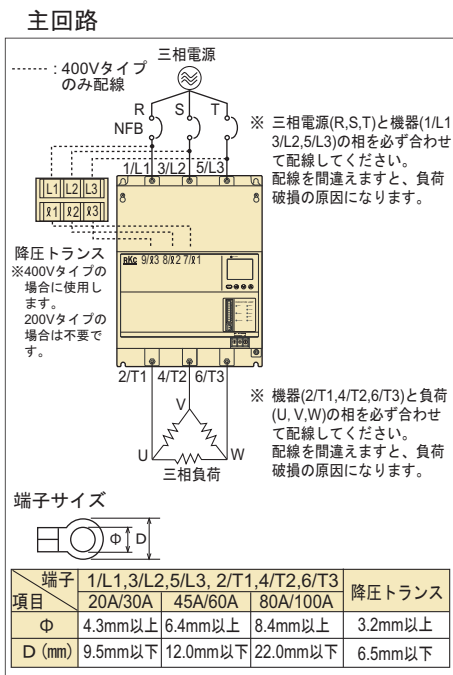 主回路
三相電源
: 400Vタイプ
のみ配線
R S T
NFB
※ 三相電源(R,S,T)と機器(1/L1
3/L2,5/L3)の相を必ず合わせ
て配線してください。
配線を間違えますと、負荷
破損の原因になります。
1/L1 3/L2 5/L3
L1 L2 L3
ℓ1 ℓ2 ℓ3
RKC 9/ℓ3 8/ℓ2 7/ℓ1
降圧トランス
※400Vタイプの
場合に使用し
ます。
200Vタイプの
場合は不要で
す。
2/T1 4/T2 6/T3
※ 機器(2/T1,4/T2,6/T3)と負荷
(U, V,W)の相を必ず合わせ
て配線してください。
配線を間違えますと、負荷
破損の原因になります。
V
U W
三相負荷
端子サイズ
Φ D
端子 1/L1,3/L2,5/L3, 2/T1,4/T2,6/T3 降圧トランス
項目 20A/30A 45A/60A 80A/100A
Φ 4.3mm以上 6.4mm以上 8.4mm以上 3.2mm以上
D (mm) 9.5mm以下 12.0mm以下 22.0mm以下 6.5mm以下